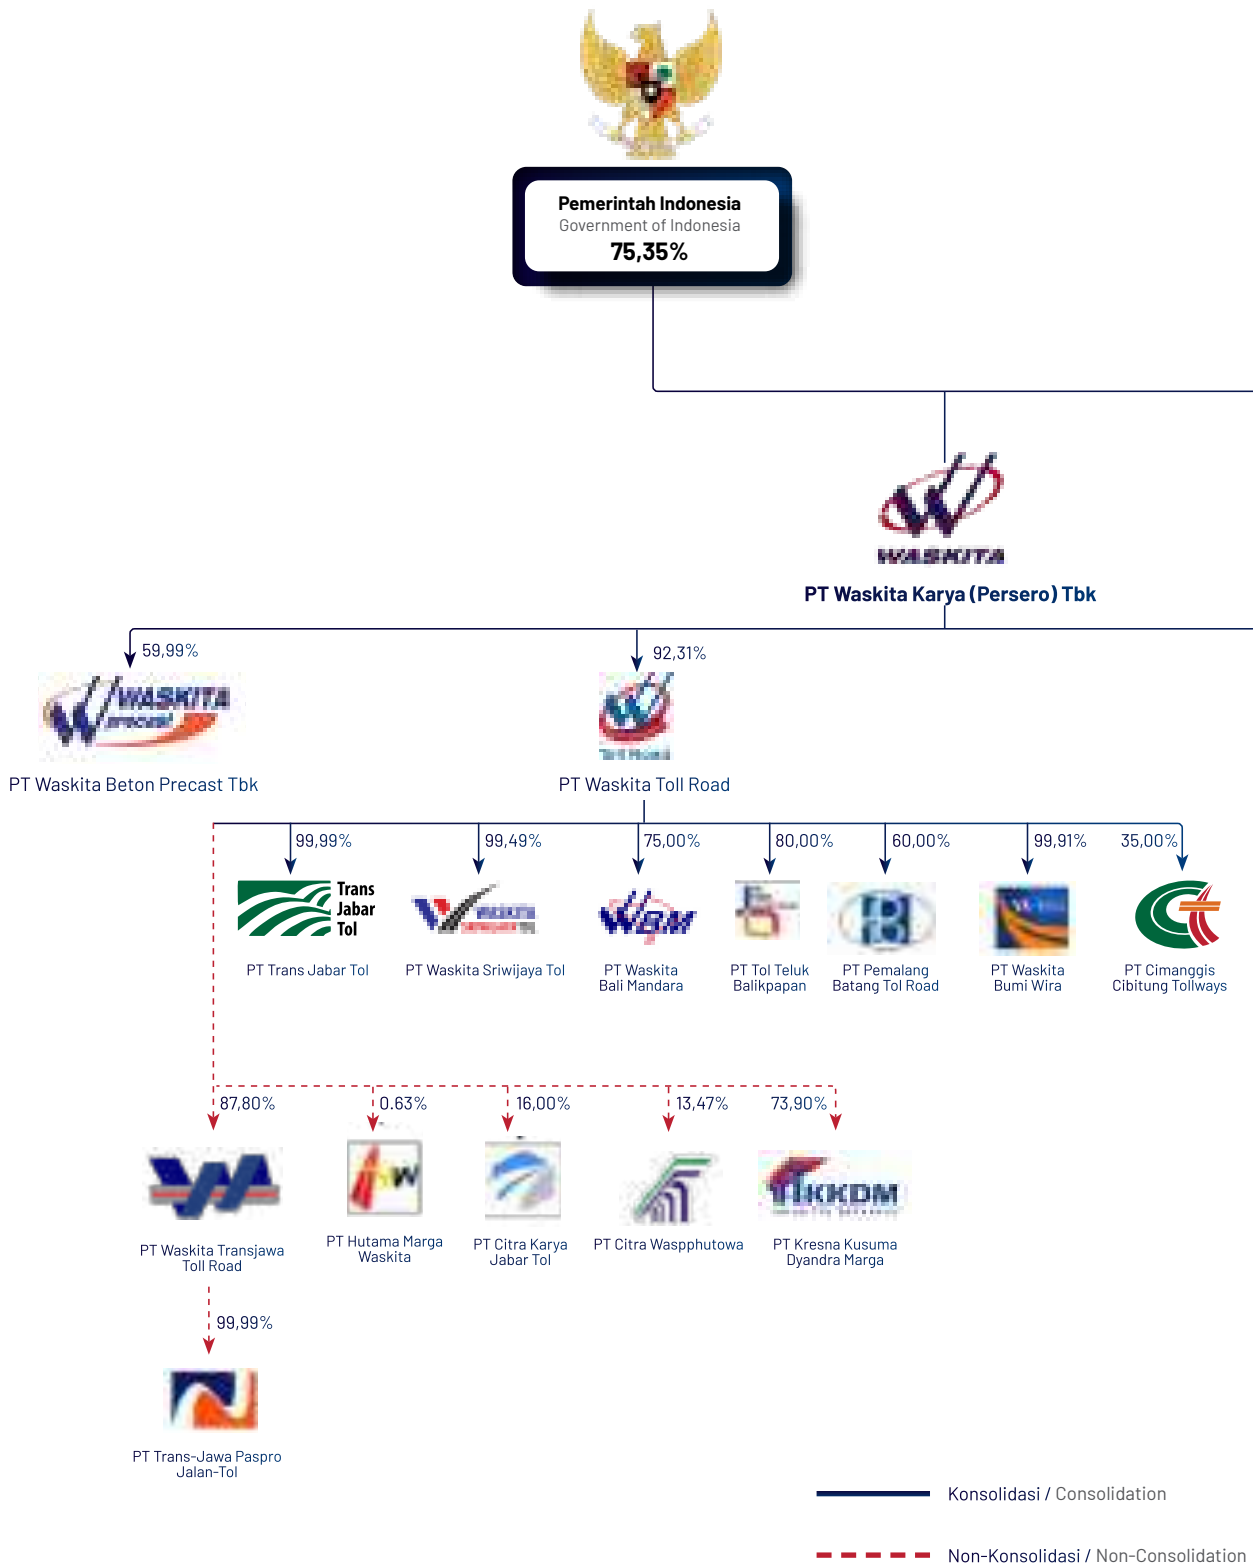 Pemerintah Indonesia
Government of Indonesia
75,35%
WASKITA
PT Waskita Karya (Persero) Tbk
59,99%
92,31%
WASKITA
precast
Toll Road
PT Waskita Beton Precast Tbk
PT Waskita Toll Road
99,99%
99,49%
75,00%
80,00%
60,00%
99,91%
35,00%
Trans
Jabar
Tol
WASKITA
SRIWIJAYA TOL
WBM
PT Trans Jabar Tol
PT Waskita Sriwijaya Tol
PT Waskita
Bali Mandara
PT Tol Teluk
Balikpapan
PT Pemalang
Batang Tol Road
PT Waskita
Bumi Wira
PT Cimanggis
Cibitung Tollways
87,80%
0.63%
16,00%
13,47%
73,90%
KKDM
PT Waskita Transjawa
Toll Road
PT Hutama Marga
Waskita
PT Citra Karya
Jabar Tol
PT Citra Waspphutowa
PT Kresna Kusuma
Dyandra Marga
99,99%
PT Trans-Jawa Paspro
Jalan-Tol
Konsolidasi / Consolidation
Non-Konsolidasi / Non-Consolidation